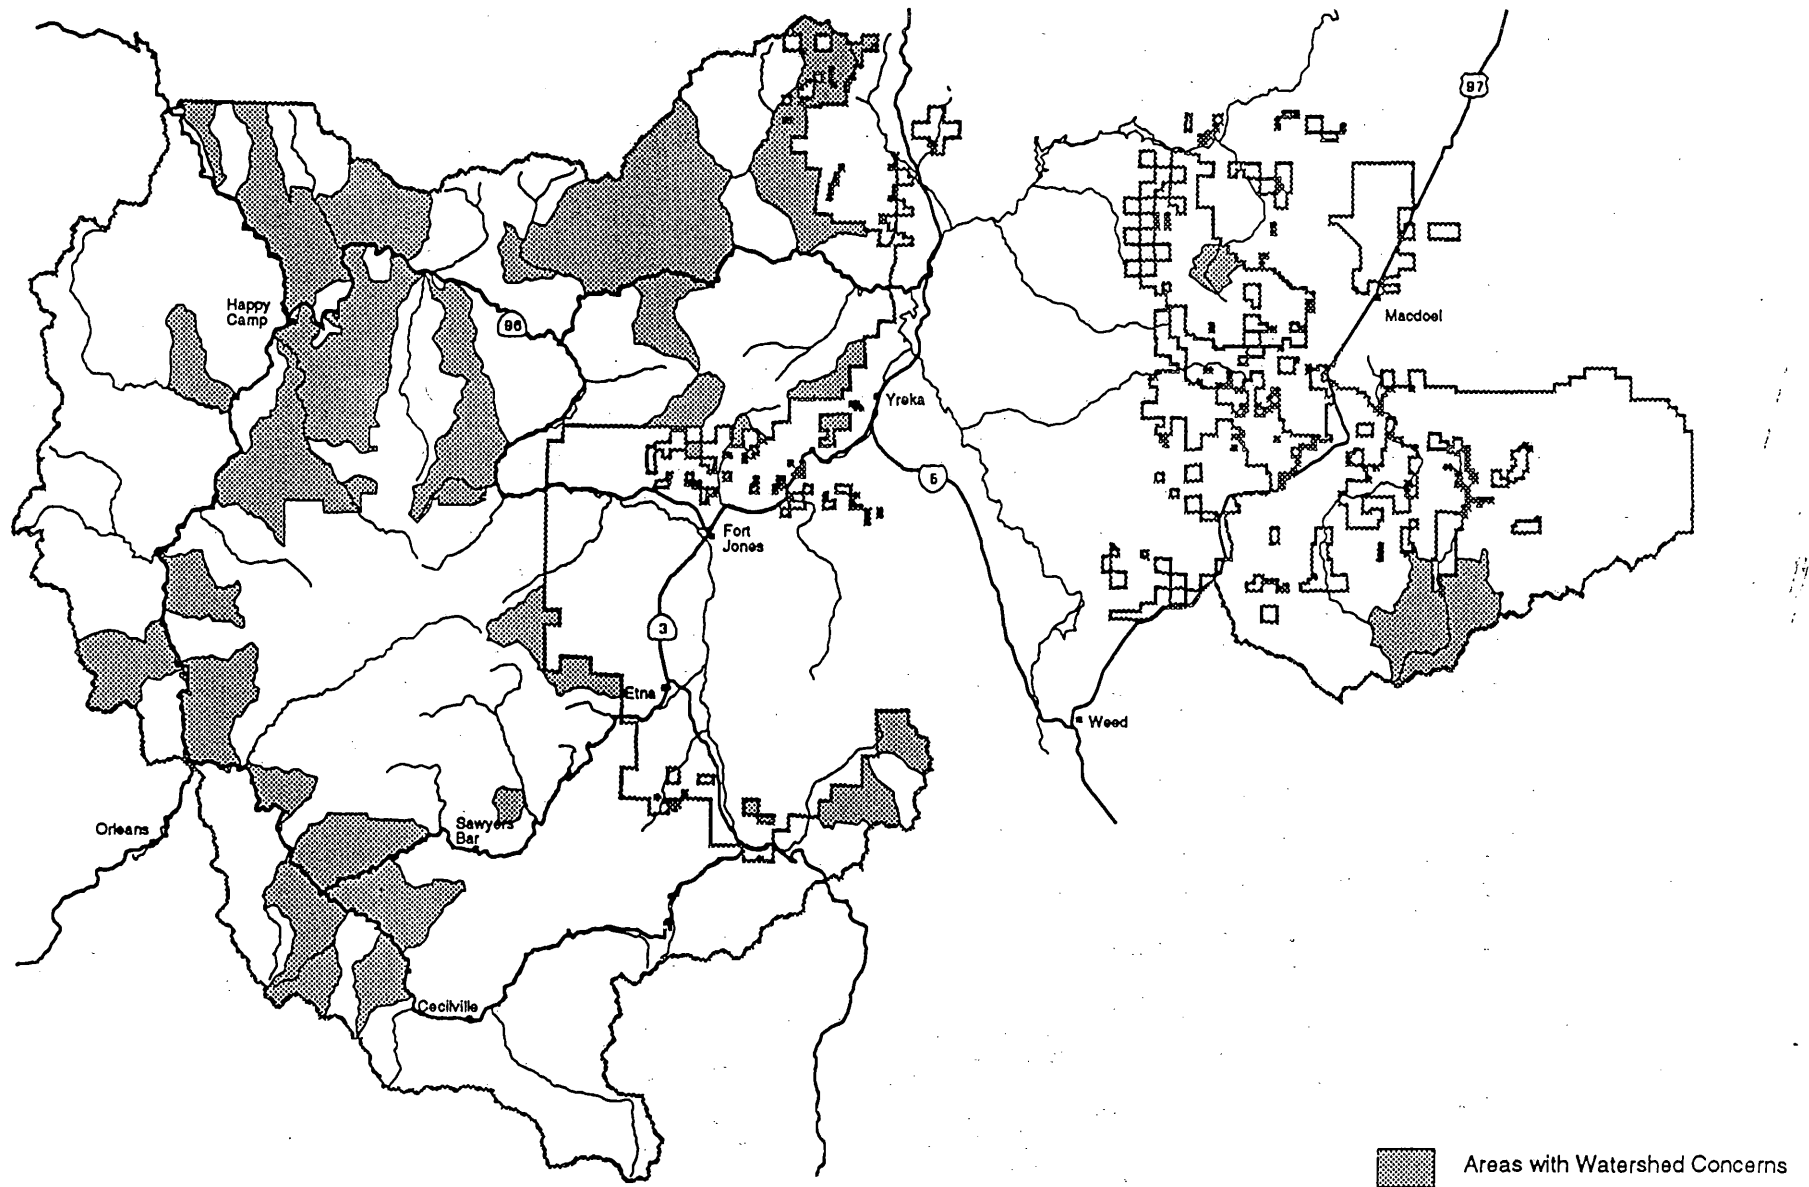 97
Happy
Camp
96
Macdoel
Yreka
5
Fort
Jones
3
Etna
Weed
Orleans
Sawyers
Bar
Cecilville
Areas with Watershed Concerns